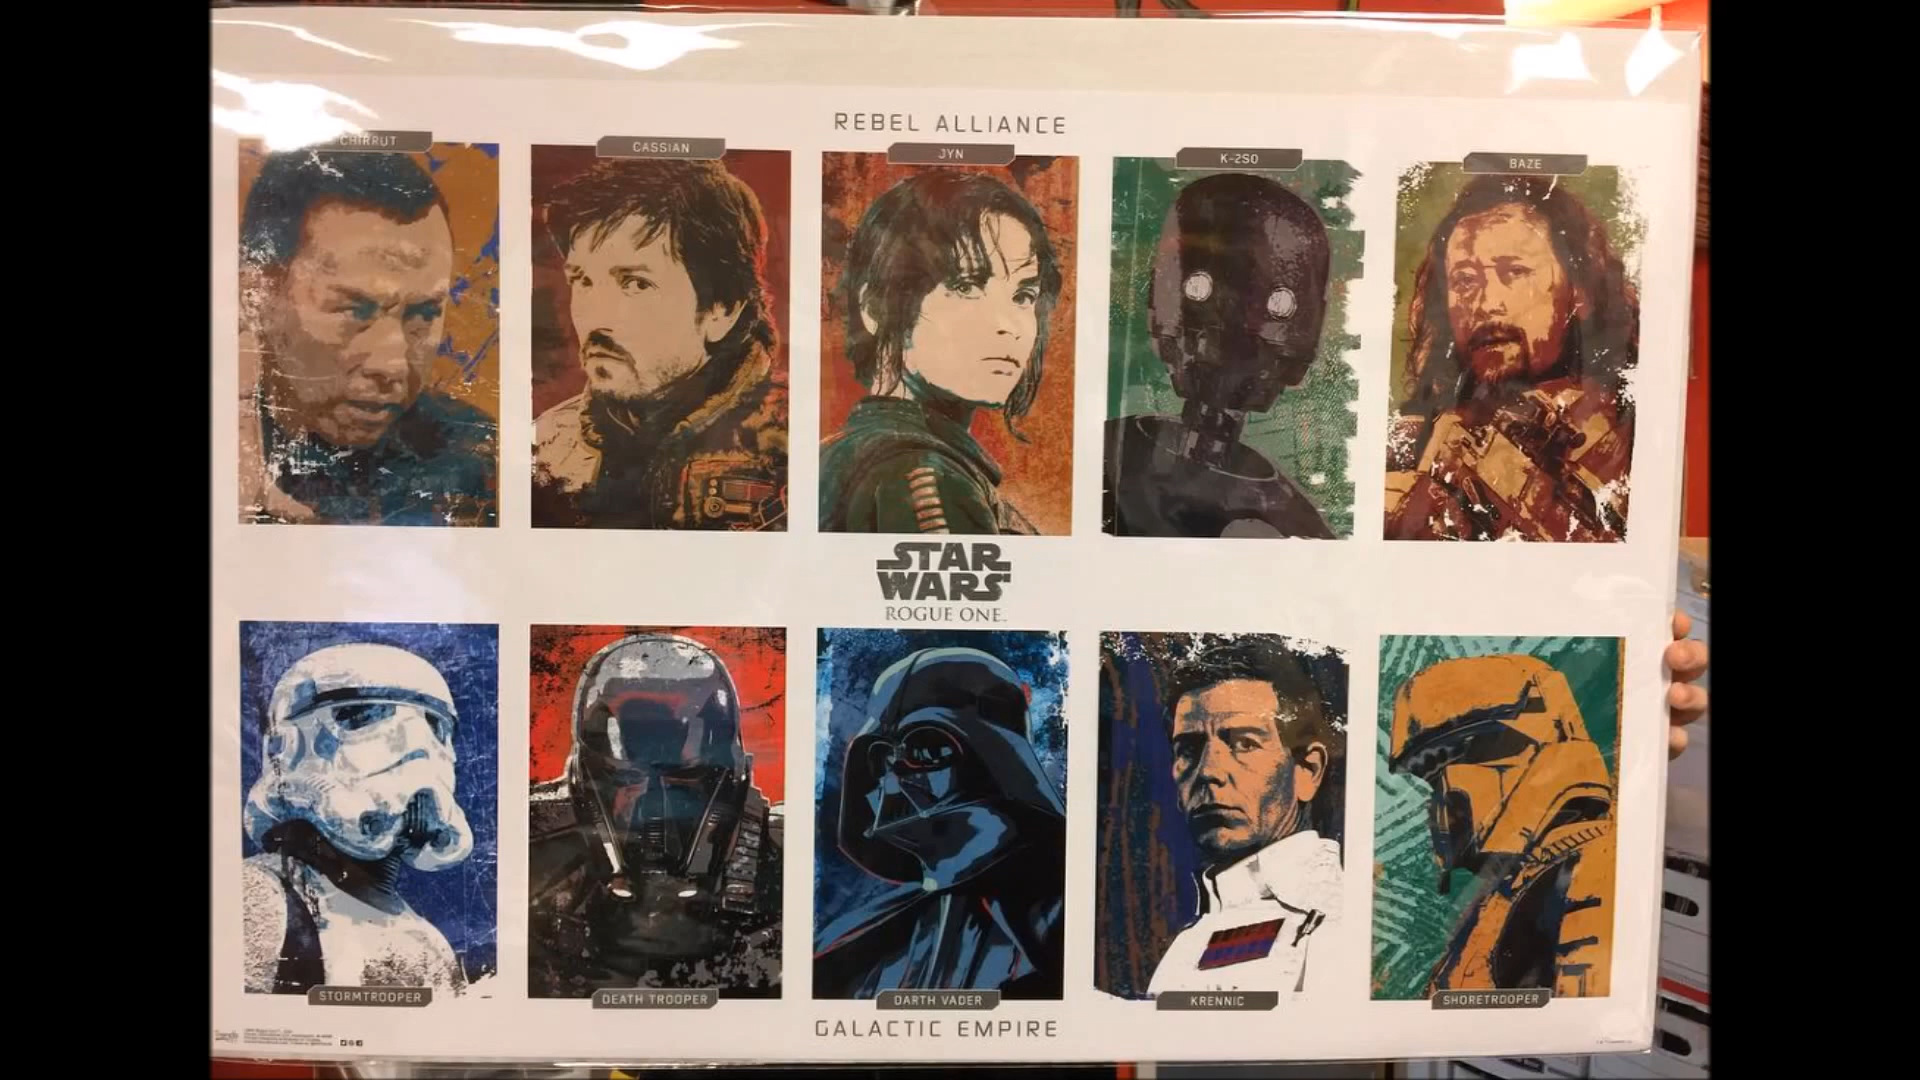 REBEL ALLIANCE
CHIRRUT
CASSIAN
JYN
K-2SO
BAZE
STAR
WARS
ROGUE ONE
STORMTROOPER
DEATH TROOPER
DARTH VADER
KRENNIC
SHORETROOPER
GALACTIC EMPIRE